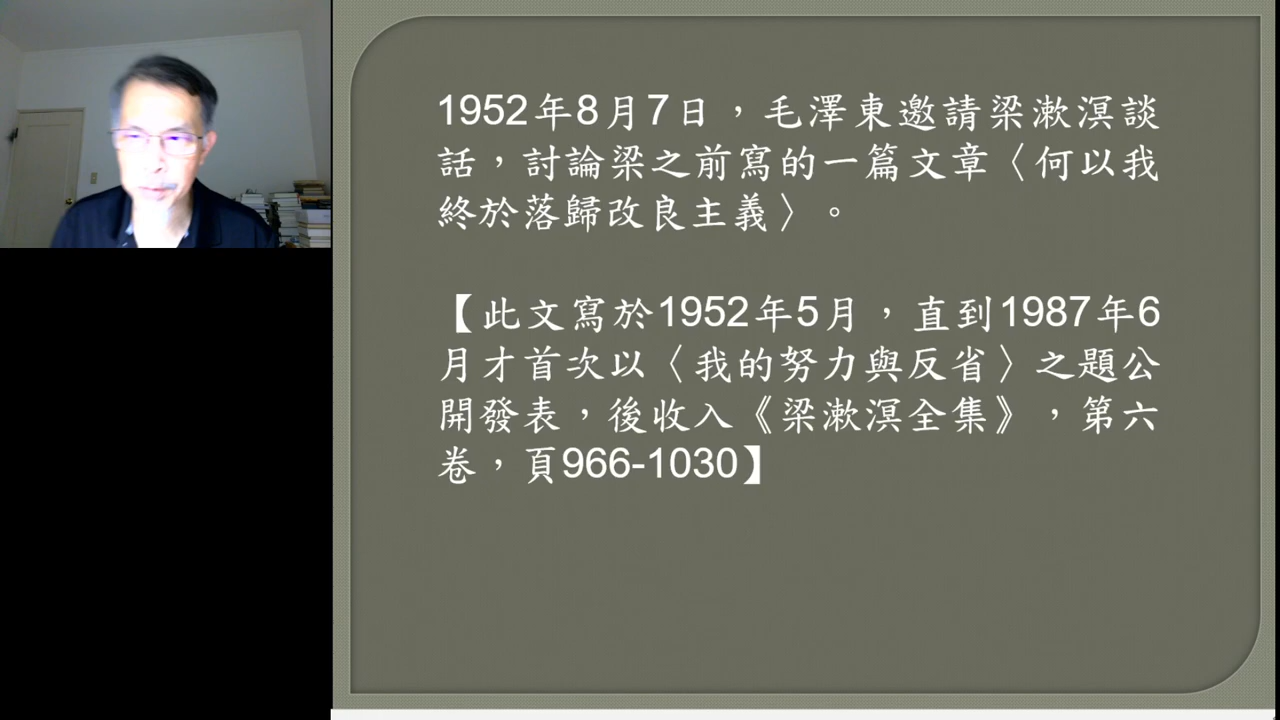 1952年8月7日，毛澤東邀請梁漱溟談
話，討論梁之前寫的一篇文章〈何以我
終於落歸改良主義〉。
【此文寫於1952年5月，直到1987年6
月才首次以〈我的努力與反省〉之題公
開發表，後收入《梁漱溟全集》，第六
卷，頁966-1030】